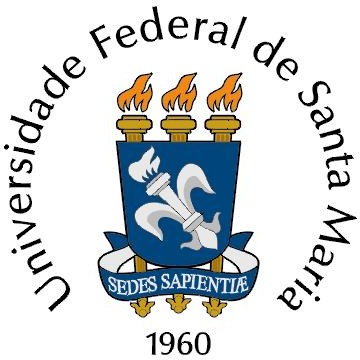 Universidade Federal de Santa Maria
SEDES SAPIENTIÆ
1960